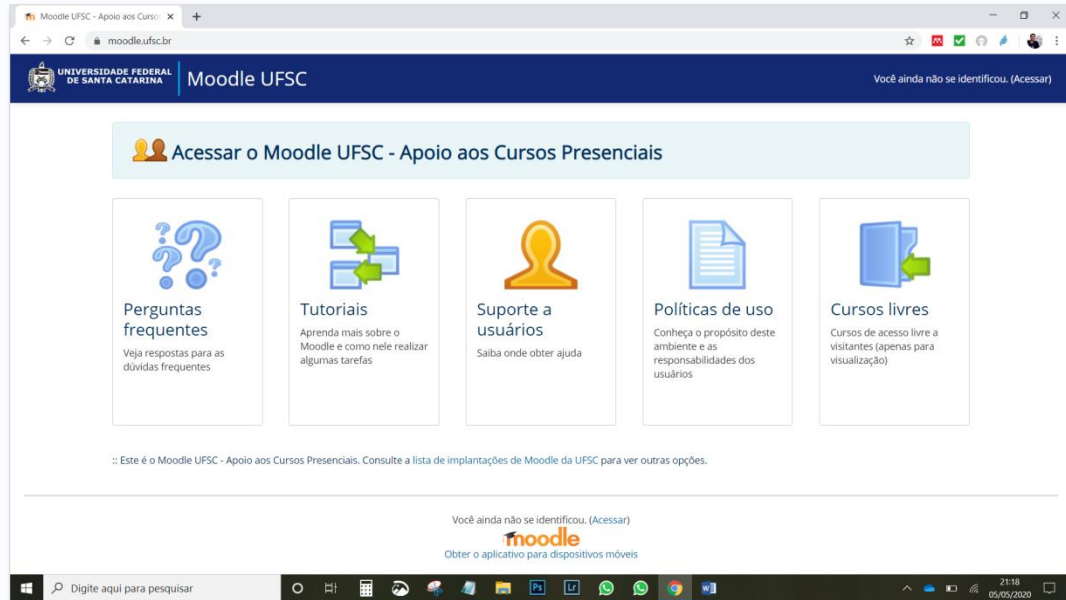 Moodle UFSC - Apoio aos Cursos
moodle.ufsc.br
UNIVERSIDADE FEDERAL
DE SANTA CATARINA
Moodle UFSC
Você ainda não se identificou. (Acessar)
Acessar o Moodle UFSC - Apoio aos Cursos Presenciais
Perguntas
frequentes
Veja respostas para as
dúvidas frequentes
Tutoriais
Aprenda mais sobre o
Moodle e como nele realizar
algumas tarefas
Suporte a
usuários
Saiba onde obter ajuda
Políticas de uso
Conheça o propósito deste
ambiente e as
responsabilidades dos
usuários
Cursos livres
Cursos de acesso livre a
visitantes (apenas para
visualização)
:: Este é o Moodle UFSC - Apoio aos Cursos Presenciais. Consulte a lista de implantações de Moodle da UFSC para ver outras opções.
Você ainda não se identificou. (Acessar)
moodle
Obter o aplicativo para dispositivos móveis
Digite aqui para pesquisar
Ps
Lr
21:18
05/05/2020